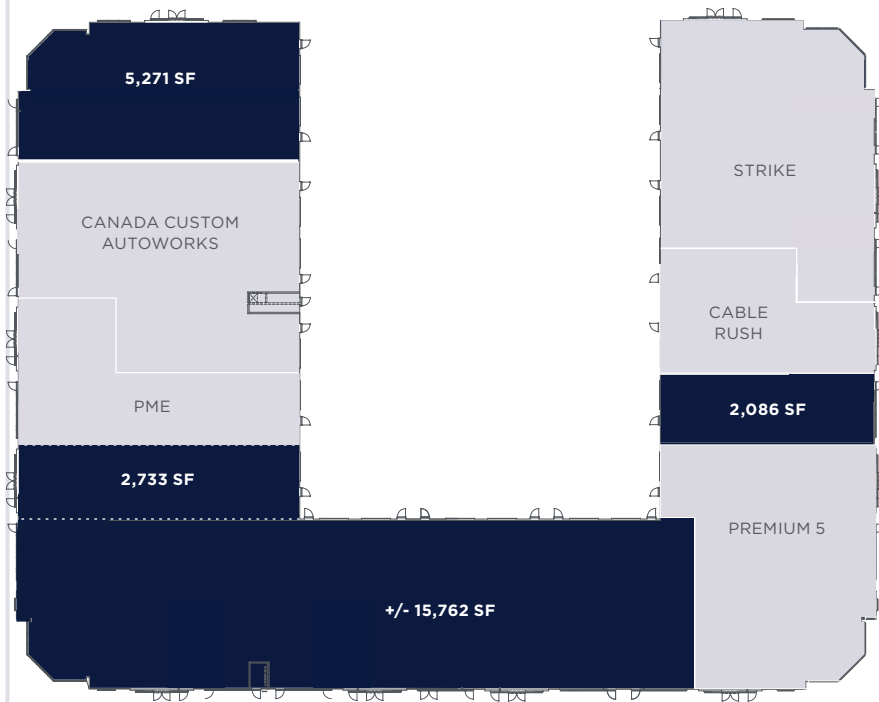 5,271 SF
CANADA CUSTOM
AUTOWORKS
PME
2,733 SF
+/- 15,762 SF
STRIKE
CABLE
RUSH
2,086 SF
PREMIUM 5